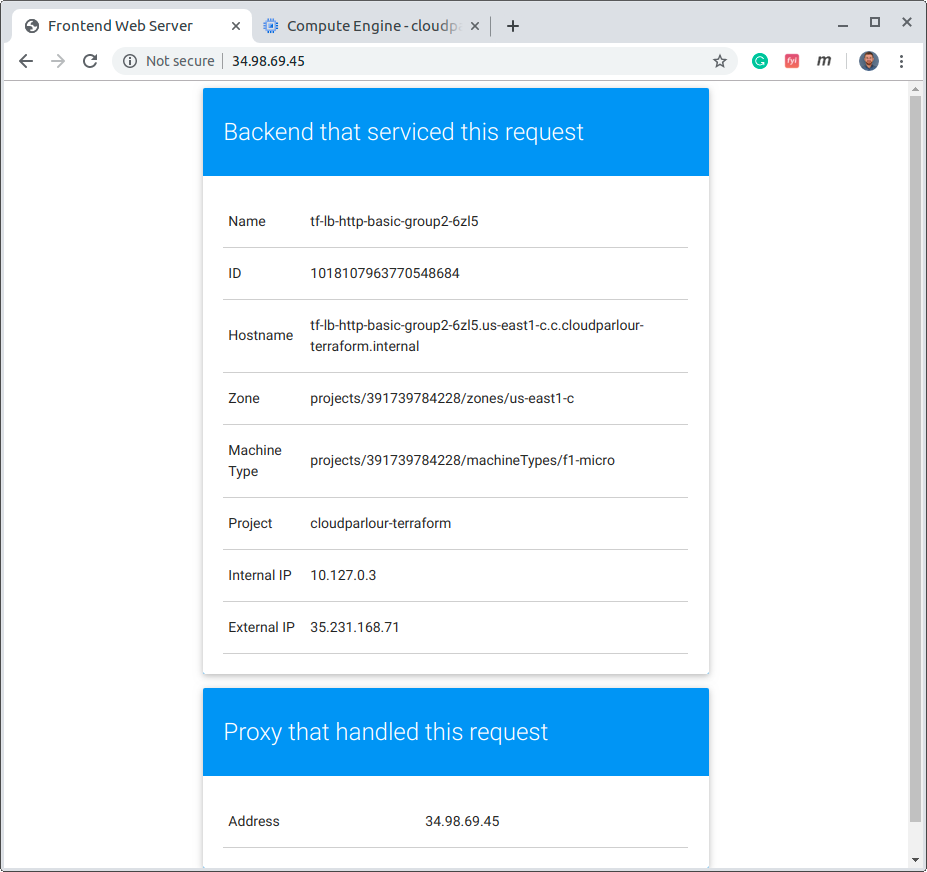 Frontend Web Server
Compute Engine - cloudp
Not secure
34.98.69.45
fyI
m
Backend that serviced this request
Name tf-lb-http-basic-group2-6zl5
ID 1018107963770548684
Hostname tf-lb-http-basic-group2-6zl5.us-east1-c.c.cloudparlour-
terraform.internal
Zone projects/391739784228/zones/us-east1-c
Machine
Type projects/391739784228/machineTypes/f1-micro
Project cloudparlour-terraform
Internal IP 10.127.0.3
External IP 35.231.168.71
Proxy that handled this request
Address 34.98.69.45